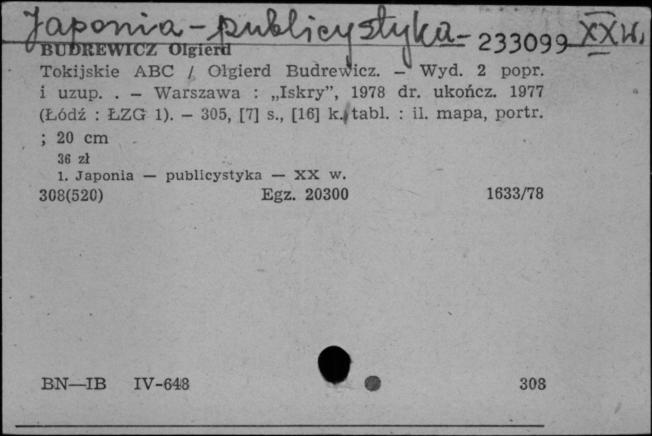 Japonia - publicystyka - 233099 XX w.
BUDREWICZ Olgierd
Tokijskie ABC / Olgierd Budrewicz. — Wyd. 2 popr.
i uzup. . — Warszawa : „Iskry”, 1978 dr. ukończ. 1977
(Łódź : ŁZG 1). — 305, [7] s., [16] k. tabl. : il. mapa, portr.
; 20 cm
36 zł
1. Japonia — publicystyka — XX w.
308(520) Egz. 20300 1633/78
BN—IB IV-648 308